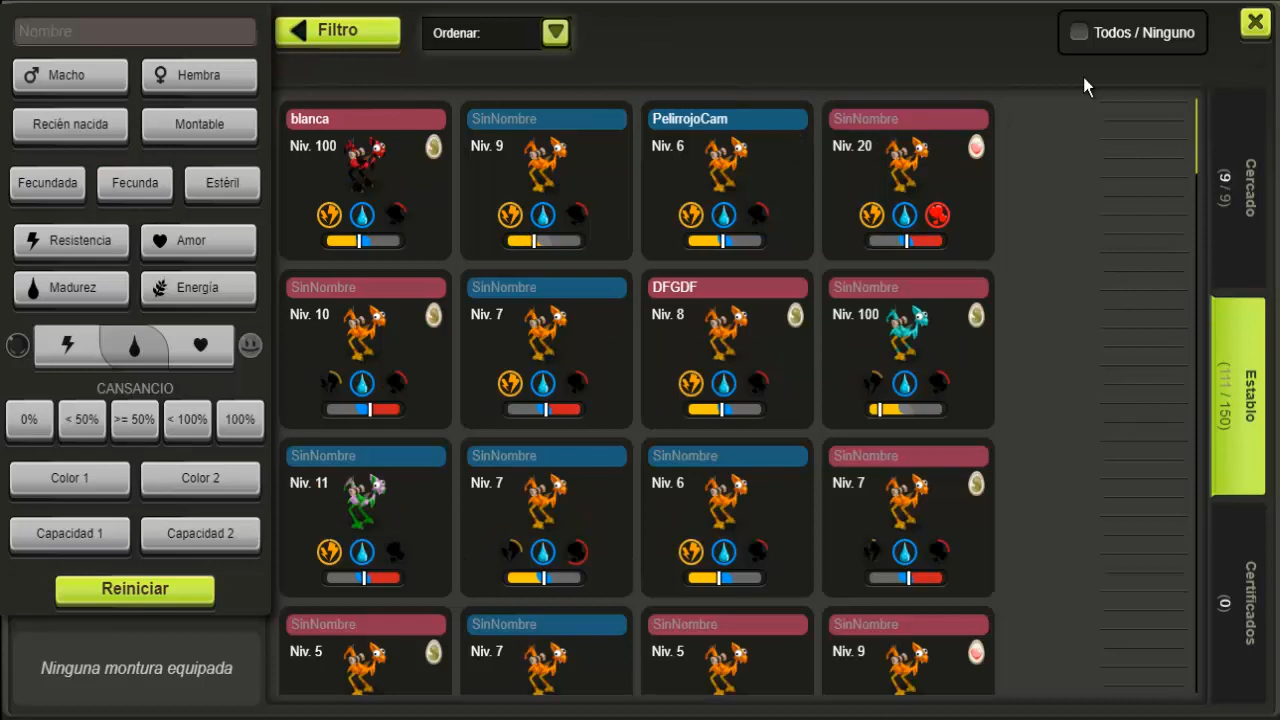 Nombre
Macho
Hembra
Recién nacida
Montable
Fecundada
Fecunda
Estéril
Resistencia
Amor
Madurez
Energía
CANSANCIO
0%
< 50%
>= 50%
< 100%
100%
Color 1
Color 2
Capacidad 1
Capacidad 2
Reiniciar
Ninguna montura equipada
Filtro
Ordenar:
Todos / Ninguno
blanca
Niv. 100
SinNombre
Niv. 9
PelirrojoCam
Niv. 6
SinNombre
Niv. 20
SinNombre
Niv. 10
SinNombre
Niv. 7
DFGDF
Niv. 8
SinNombre
Niv. 100
SinNombre
Niv. 11
SinNombre
Niv. 7
SinNombre
Niv. 6
SinNombre
Niv. 7
SinNombre
Niv. 5
SinNombre
Niv. 7
SinNombre
Niv. 5
SinNombre
Niv. 9
Cercado
(9 / 9)
Establo
(111 / 150)
Certificados
(0)